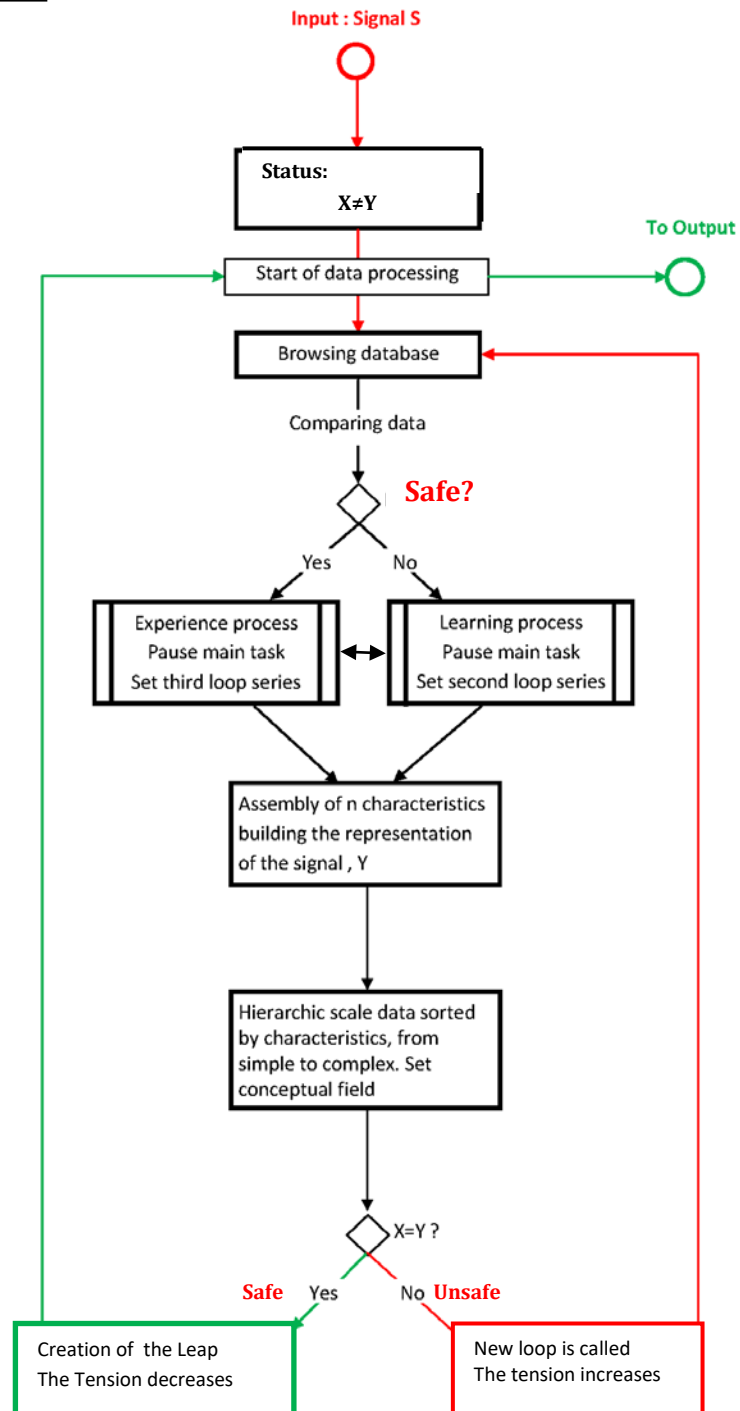 Input : Signal S
Status:
X≠Y
To Output
Start of data processing
Browsing database
Comparing data
Safe?
Yes
No
Experience process
Pause main task
Set third loop series
Learning process
Pause main task
Set second loop series
Assembly of n characteristics
building the representation
of the signal , Y
Hierarchic scale data sorted
by characteristics, from
simple to complex. Set
conceptual field
X=Y ?
Safe Yes
No Unsafe
Creation of the Leap
The Tension decreases
New loop is called
The tension increases